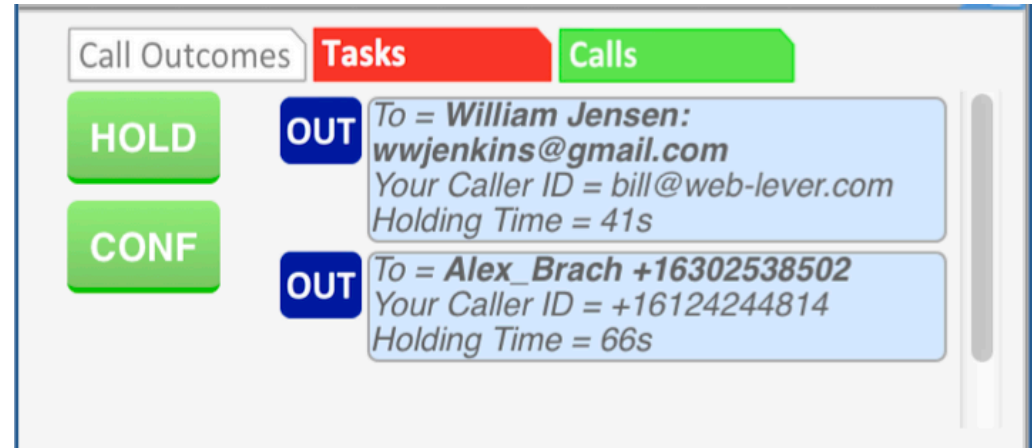 Call Outcomes Tasks Calls
HOLD
OUT
To = William Jensen:
wwjenkins@gmail.com
Your Caller ID = bill@web-lever.com
Holding Time = 41s
CONF
OUT
To = Alex_Brach +16302538502
Your Caller ID = +16124244814
Holding Time = 66s